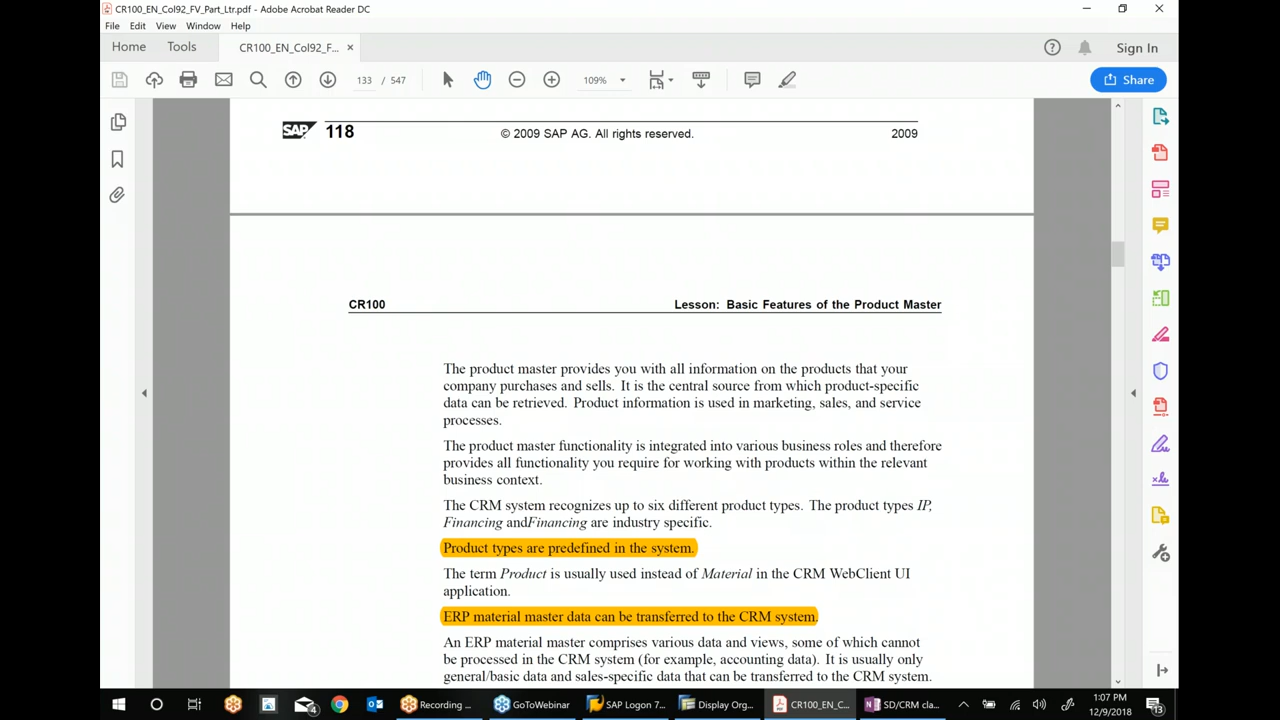 CR100_EN_Col92_FV_Part_Ltr.pdf - Adobe Acrobat Reader DC
File Edit View Window Help
Home Tools CR100_EN_Col92_F... × Sign In
133 / 547 109% Share
SAP 118 © 2009 SAP AG. All rights reserved. 2009
CR100 Lesson: Basic Features of the Product Master
The product master provides you with all information on the products that your
company purchases and sells. It is the central source from which product-specific
data can be retrieved. Product information is used in marketing, sales, and service
processes.
The product master functionality is integrated into various business roles and therefore
provides all functionality you require for working with products within the relevant
business context.
The CRM system recognizes up to six different product types. The product types IP,
Financing andFinancing are industry specific.
Product types are predefined in the system.
The term Product is usually used instead of Material in the CRM WebClient UI
application.
ERP material master data can be transferred to the CRM system.
An ERP material master comprises various data and views, some of which cannot
be processed in the CRM system (for example, accounting data). It is usually only
general/basic data and sales-specific data that can be transferred to the CRM system.
4 Recording ... GoToWebinar SAP Logon 7... Display Org... CR100_EN_C... SD/CRM cla... 1:07 PM
12/9/2018 13